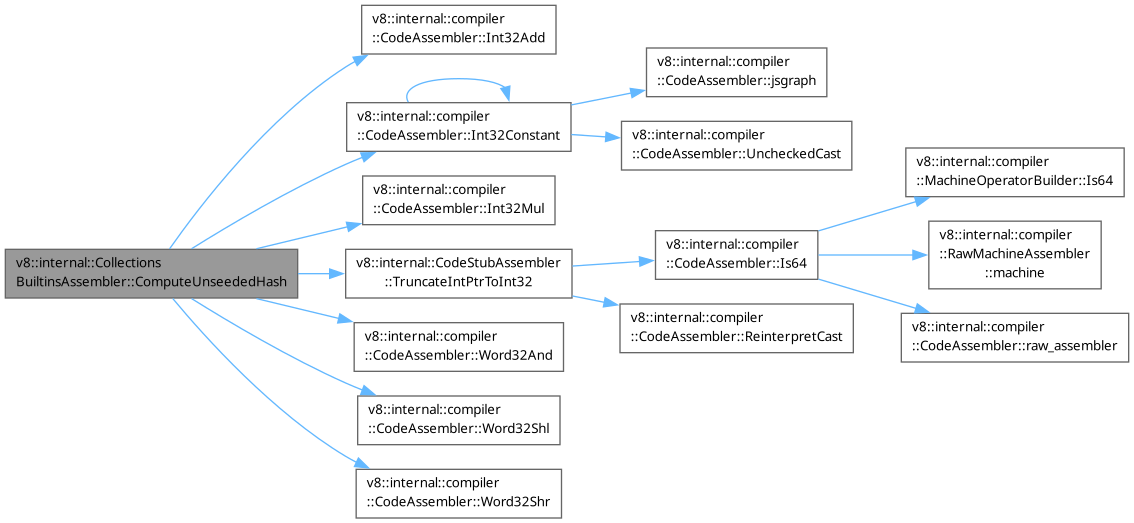 v8::internal::compiler
::CodeAssembler::Int32Add
v8::internal::compiler
::CodeAssembler::jsgraph
v8::internal::compiler
::CodeAssembler::Int32Constant
v8::internal::compiler
::CodeAssembler::UncheckedCast
v8::internal::compiler
::MachineOperatorBuilder::Is64
v8::internal::compiler
::CodeAssembler::Int32Mul
v8::internal::Collections
BuiltinsAssembler::ComputeUnseededHash
v8::internal::CodeStubAssembler
::TruncateIntPtrToInt32
v8::internal::compiler
::CodeAssembler::Is64
v8::internal::compiler
::RawMachineAssembler
::machine
v8::internal::compiler
::CodeAssembler::ReinterpretCast
v8::internal::compiler
::CodeAssembler::raw_assembler
v8::internal::compiler
::CodeAssembler::Word32And
v8::internal::compiler
::CodeAssembler::Word32Shl
v8::internal::compiler
::CodeAssembler::Word32Shr